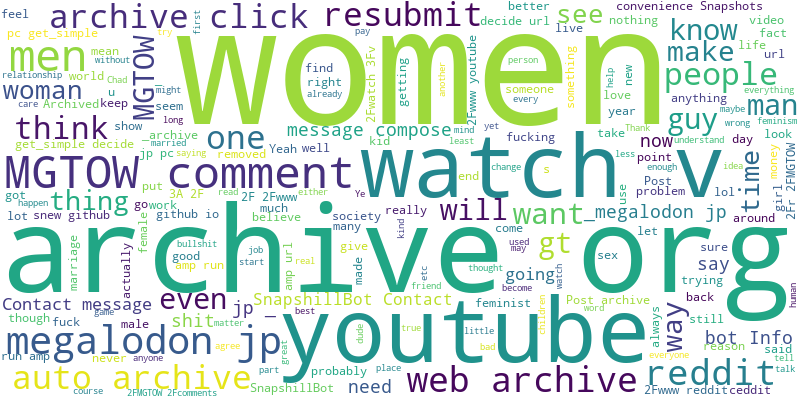 feel archive click first resubmit see decide url better convenience Snapshots
pc get_simple women pay live nothing video
men mean MGTOW try know fact
without 2Fwatch 3Fv make life url
relationship world Chad find getting person something help new people everything
woman u might right another someone
care Archived keep seem already 2Fwww youtube every love year anything maybe feminism
think show _archive one message compose mind yet fucking guy man wrong
get_simple decide long married Yeah well least take Thank understand look
jp pc saying removed kid now day
MGTOW comment watch v less point enough idea money
put change Post problem lol time girl 2Fr 2FMGTOW
got thing 3A 2F read either Ye end s use
happen go work 2F 2Fwww will want _megalodon jp
lot snew github github io much archive org around
marriage female believe society really come let
actually bullshit job good many kind gt used may sex sure say
amp url start real give made going trying
amp run etc become thought watch back human
Contact message even SnapshillBot Contact feminist Post archive way bot Info
though game shit jp _ friend word always still
fuck male matter best youtube true little children reason said
megalodon jp agree dude bad reddit everyone tell
run amp never anyone great part place talk
auto archive SnapshillBot probably need web archive
course 2FMGTOW 2Fcomments 2Fwww reddit ceddit